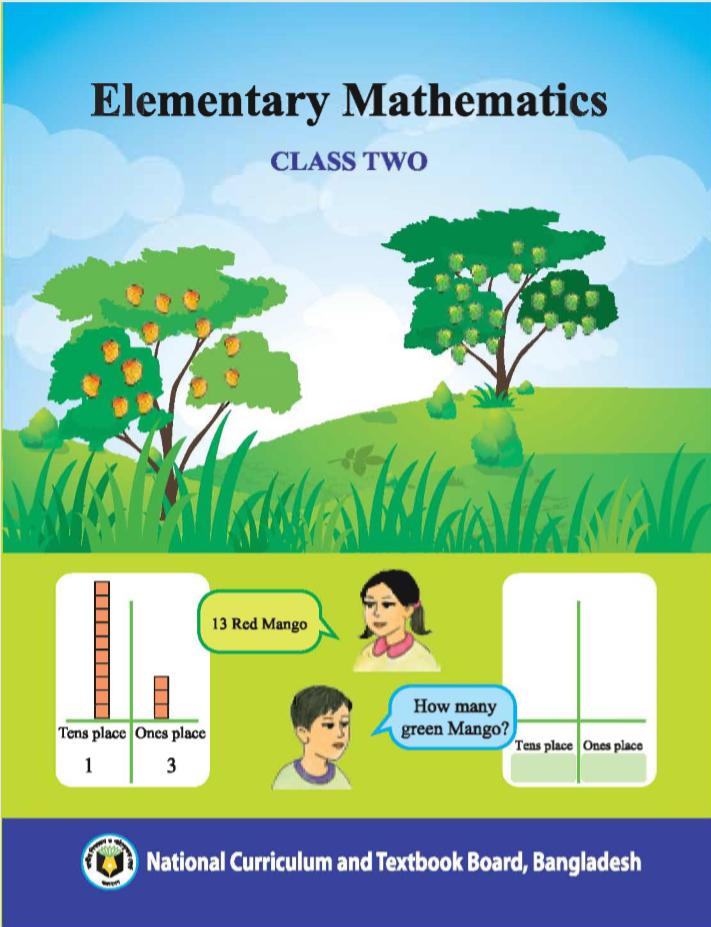 Elementary Mathematics
CLASS TWO
13 Red Mango
How many
green Mango?
Tens place Ones place
1 3
Tens place Ones place
National Curriculum and Textbook Board, Bangladesh